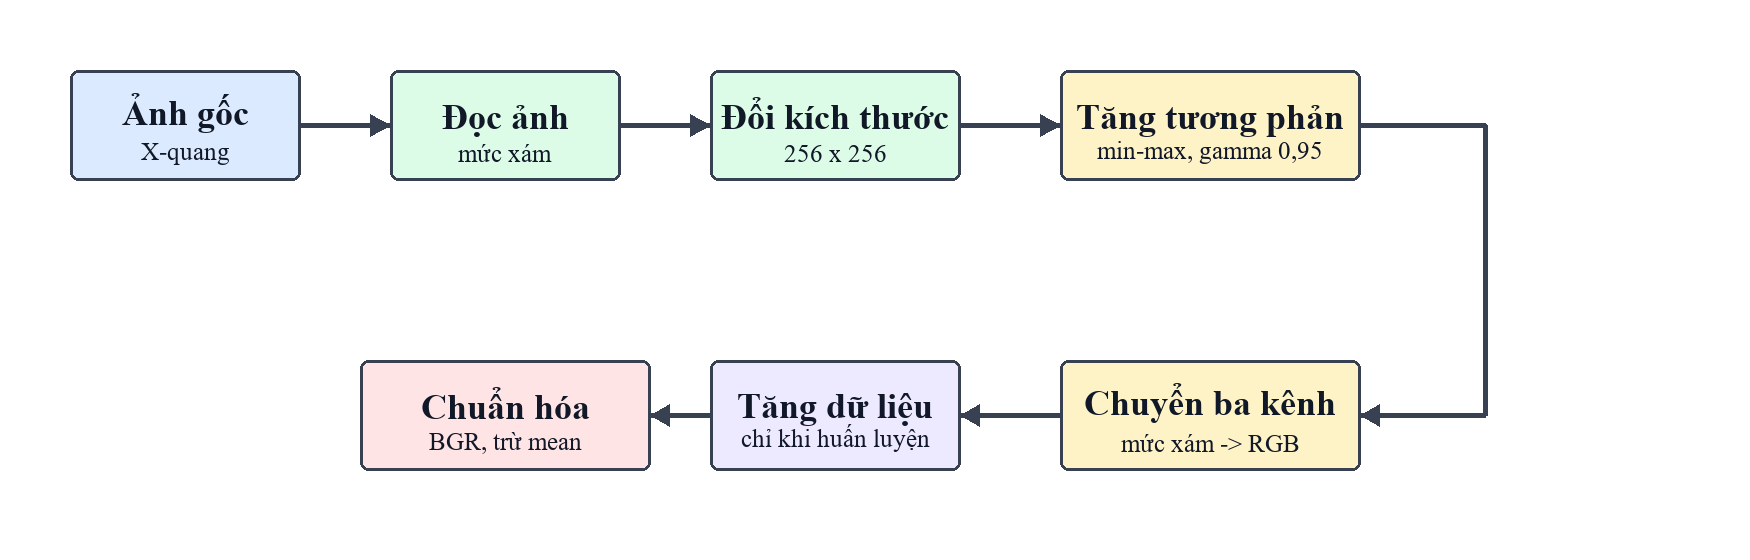 Ảnh gốc
X-quang
Đọc ảnh
mức xám
Đổi kích thước
256 x 256
Tăng tương phản
min-max, gamma 0,95
Chuyển ba kênh
mức xám -> RGB
Tăng dữ liệu
chỉ khi huấn luyện
Chuẩn hóa
BGR, trừ mean